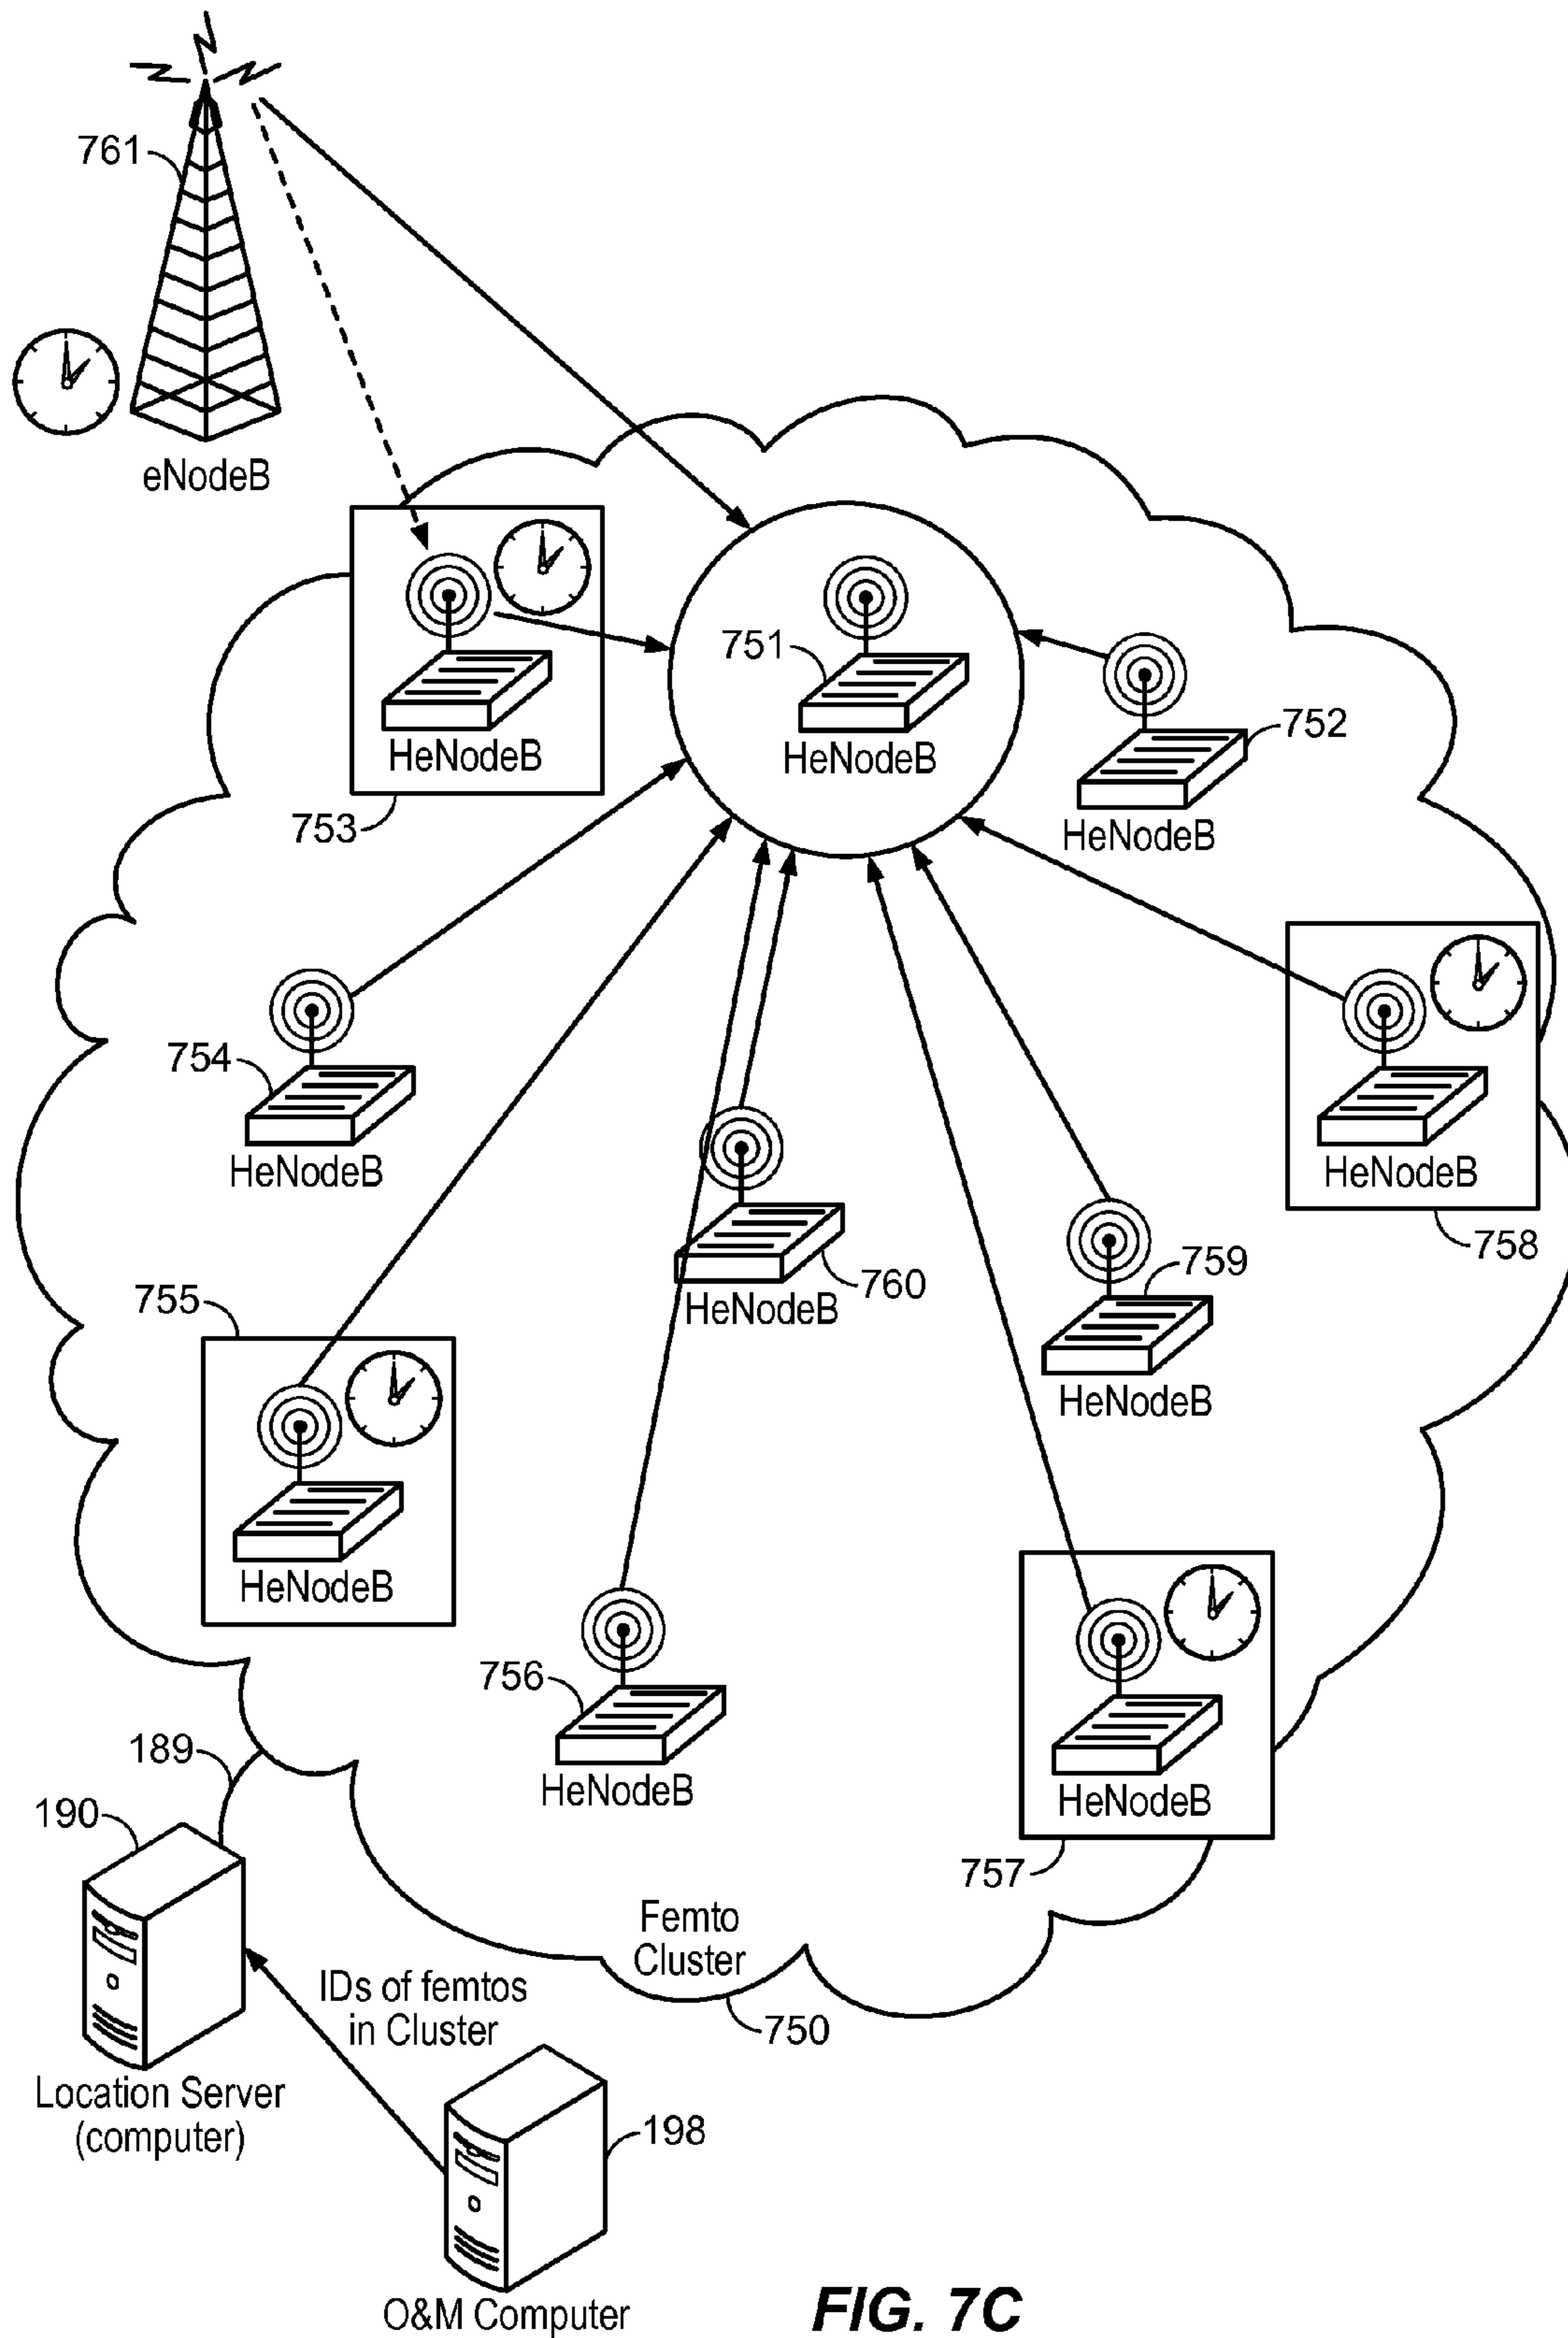 761
eNodeB
751
HeNodeB
752
HeNodeB
HeNodeB
753
754
HeNodeB
HeNodeB
758
760
HeNodeB
759
HeNodeB
755
HeNodeB
756
HeNodeB
HeNodeB
757
189
190
Femto
Cluster
750
IDs of femtos
in Cluster
Location Server
(computer)
198
O&M Computer
FIG. 7C